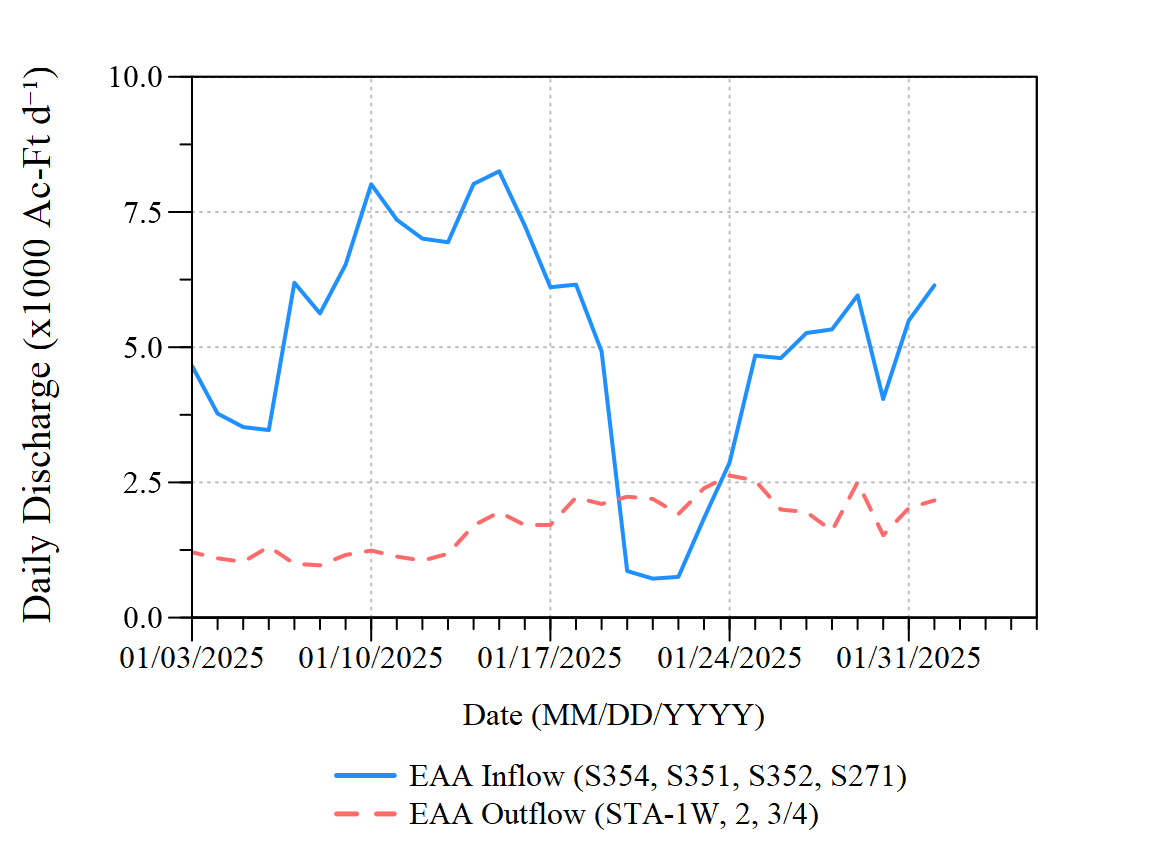 Daily Discharge (x1000 Ac-Ft d⁻¹)
10.0
7.5
5.0
2.5
0.0
01/03/2025 01/10/2025 01/17/2025 01/24/2025 01/31/2025
Date (MM/DD/YYYY)
EAA Inflow (S354, S351, S352, S271)
EAA Outflow (STA-1W, 2, 3/4)